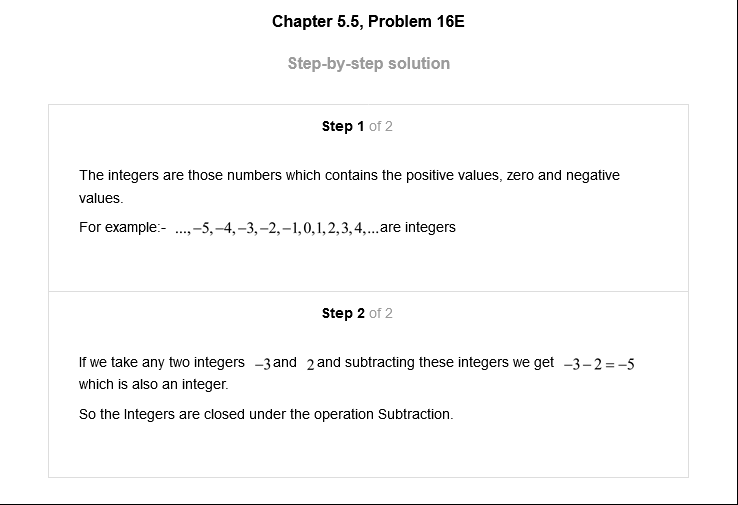 Chapter 5.5, Problem 16E
Step-by-step solution
Step 1 of 2
The integers are those numbers which contains the positive values, zero and negative
values.
For example:- ...,−5,−4,−3,−2,−1,0,1,2,3,4,...are integers
Step 2 of 2
If we take any two integers −3 and 2 and subtracting these integers we get −3−2=−5
which is also an integer.
So the Integers are closed under the operation Subtraction.